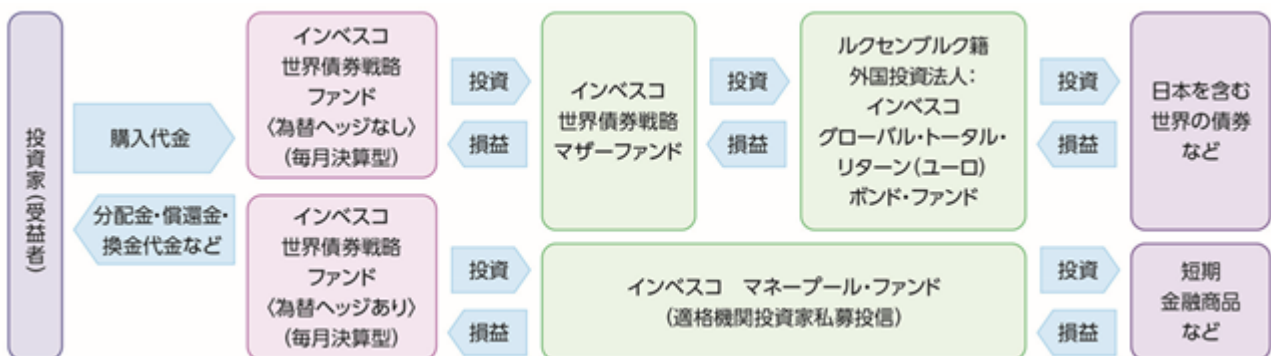 投資家(受益者)
購入代金
分配金・償還金・
換金代金など
インベスコ
世界債券戦略
ファンド
〈為替ヘッジなし〉
(毎月決算型)
インベスコ
世界債券戦略
ファンド
〈為替ヘッジあり〉
(毎月決算型)
投資
損益
投資
損益
インベスコ
世界債券戦略
マザーファンド
投資
損益
ルクセンブルク籍
外国投資法人:
インベスコ
グローバル・トータル・
リターン(ユーロ)
ボンド・ファンド
インベスコ　マネープール・ファンド
(適格機関投資家私募投信)
投資
損益
投資
損益
日本を含む
世界の債券
など
短期
金融商品
など